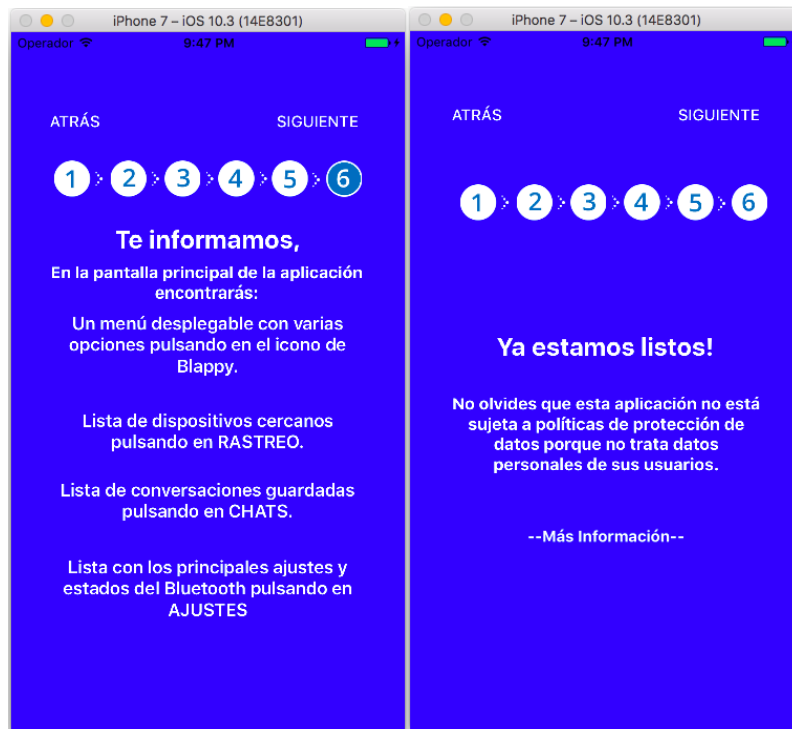 iPhone 7 – iOS 10.3 (14E8301)
Operador
9:47 PM
ATRÁS
SIGUIENTE
1 2 3 4 5 6
Te informamos,
En la pantalla principal de la aplicación
encontrarás:
Un menú desplegable con varias
opciones pulsando en el icono de
Blappy.
Lista de dispositivos cercanos
pulsando en RASTREO.
Lista de conversaciones guardadas
pulsando en CHATS.
Lista con los principales ajustes y
estados del Bluetooth pulsando en
AJUSTES
iPhone 7 – iOS 10.3 (14E8301)
Operador
9:47 PM
ATRÁS
SIGUIENTE
1 2 3 4 5 6
Ya estamos listos!
No olvides que esta aplicación no está
sujeta a políticas de protección de
datos porque no trata datos
personales de sus usuarios.
--Más Información--